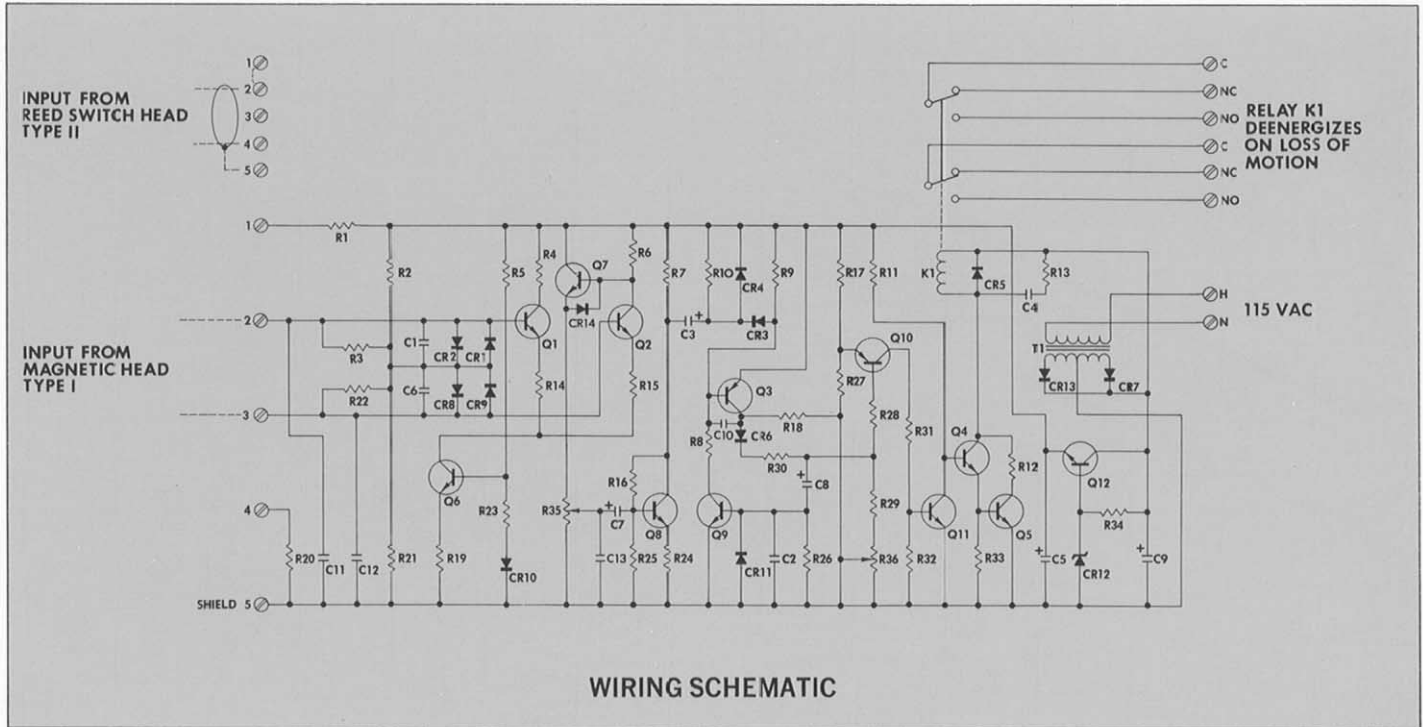 INPUT FROM
REED SWITCH HEAD
TYPE II
1
2
3
4
5
C
NC
NO
C
NC
NO
RELAY K1
DEENERGIZES
ON LOSS OF
MOTION
1
R1
R2
R5
R4
Q7
R6
R7
R10
CR4
R9
R17
R11
K1
CR5
R13
C4
H
N
115 VAC
T1
CR13
CR7
INPUT FROM
MAGNETIC HEAD
TYPE I
2
3
R3
R22
C1
CR2
CR1
C6
CR8
CR9
Q1
CR14
Q2
C3
+
CR3
Q10
R14
R15
Q3
R27
R28
R31
C10
CR6
R18
R8
R30
C8
+
Q4
R12
Q12
Q6
R23
R35
R16
+
C7
Q8
Q9
R29
Q11
Q5
R34
4
R20
C11
C12
R21
R19
CR10
C13
R25
R24
CR11
C2
R26
R36
R32
R33
+
C5
CR12
+
C9
SHIELD 5
WIRING SCHEMATIC